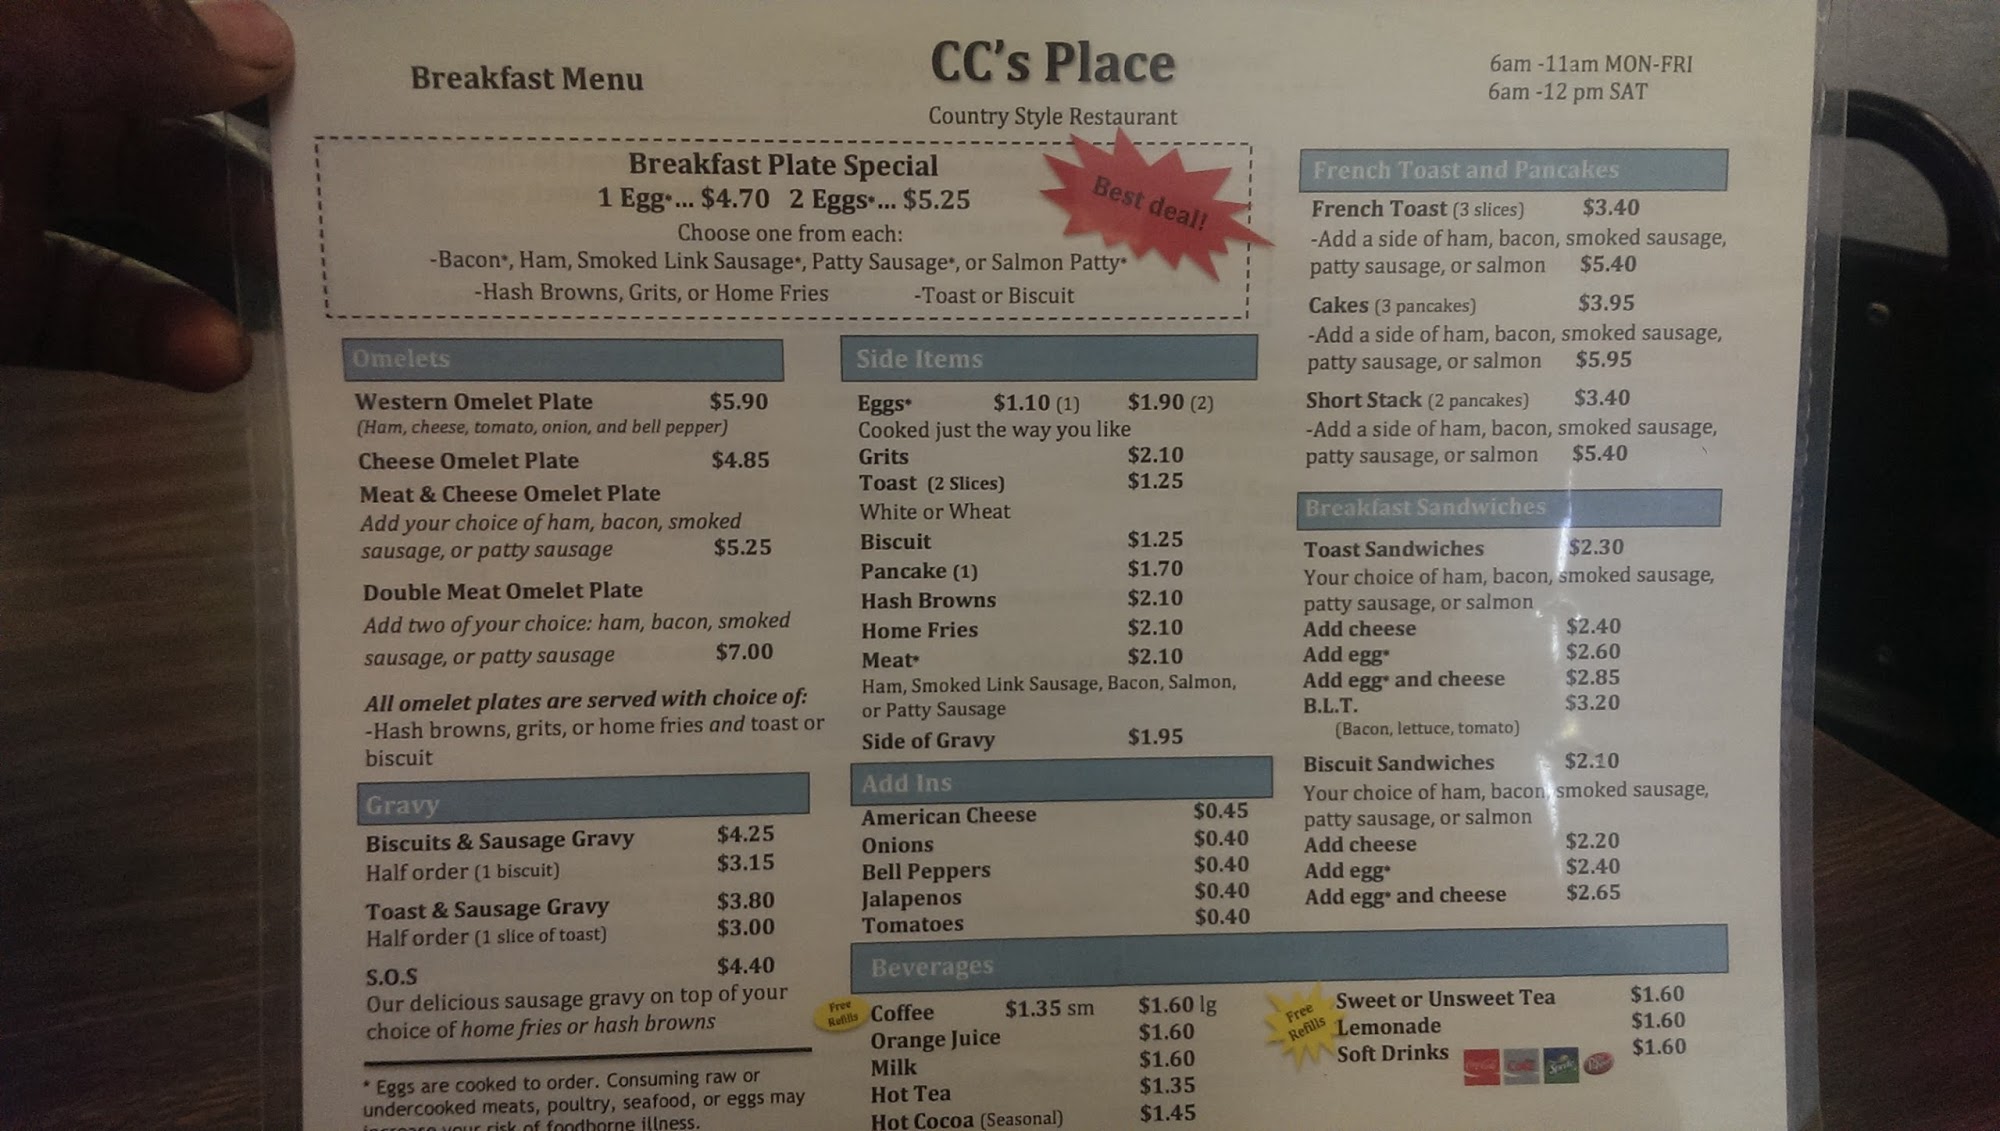 Breakfast Menu
CC's Place
Country Style Restaurant
6am -11am MON-FRI
6am -12 pm SAT
Breakfast Plate Special
1 Egg*... $4.70 2 Eggs*... $5.25
Choose one from each:
-Bacon*, Ham, Smoked Link Sausage*, Patty Sausage*, or Salmon Patty*
-Hash Browns, Grits, or Home Fries -Toast or Biscuit
Best deal!
Omelets
Western Omelet Plate $5.90
(Ham, cheese, tomato, onion, and bell pepper)
Cheese Omelet Plate $4.85
Meat & Cheese Omelet Plate
Add your choice of ham, bacon, smoked
sausage, or patty sausage $5.25
Double Meat Omelet Plate
Add two of your choice: ham, bacon, smoked
sausage, or patty sausage $7.00
All omelet plates are served with choice of:
-Hash browns, grits, or home fries and toast or
biscuit
Gravy
Biscuits & Sausage Gravy $4.25
Half order (1 biscuit) $3.15
Toast & Sausage Gravy $3.80
Half order (1 slice of toast) $3.00
S.O.S $4.40
Our delicious sausage gravy on top of your
choice of home fries or hash browns
* Eggs are cooked to order. Consuming raw or
undercooked meats, poultry, seafood, or eggs may
increase your risk of foodborne illness.
Side Items
Eggs* $1.10 (1) $1.90 (2)
Cooked just the way you like
Grits $2.10
Toast (2 Slices) $1.25
White or Wheat
Biscuit $1.25
Pancake (1) $1.70
Hash Browns $2.10
Home Fries $2.10
Meat* $2.10
Ham, Smoked Link Sausage, Bacon, Salmon,
or Patty Sausage
Side of Gravy $1.95
Add Ins
American Cheese $0.45
Onions $0.40
Bell Peppers $0.40
Jalapenos $0.40
Tomatoes $0.40
French Toast and Pancakes
French Toast (3 slices) $3.40
-Add a side of ham, bacon, smoked sausage,
patty sausage, or salmon $5.40
Cakes (3 pancakes) $3.95
-Add a side of ham, bacon, smoked sausage,
patty sausage, or salmon $5.95
Short Stack (2 pancakes) $3.40
-Add a side of ham, bacon, smoked sausage,
patty sausage, or salmon $5.40
Breakfast Sandwiches
Toast Sandwiches $2.30
Your choice of ham, bacon, smoked sausage,
patty sausage, or salmon
Add cheese $2.40
Add egg* $2.60
Add egg* and cheese $2.85
B.L.T. $3.20
(Bacon, lettuce, tomato)
Biscuit Sandwiches $2.10
Your choice of ham, bacon, smoked sausage,
patty sausage, or salmon
Add cheese $2.20
Add egg* $2.40
Add egg* and cheese $2.65
Beverages
Free
Refills
Coffee $1.35 sm $1.60 lg
Orange Juice $1.60
Milk $1.60
Hot Tea $1.35
Hot Cocoa (Seasonal) $1.45
Free
Refills
Sweet or Unsweet Tea $1.60
Lemonade $1.60
Soft Drinks $1.60
Coca-Cola
Coke
Sprite